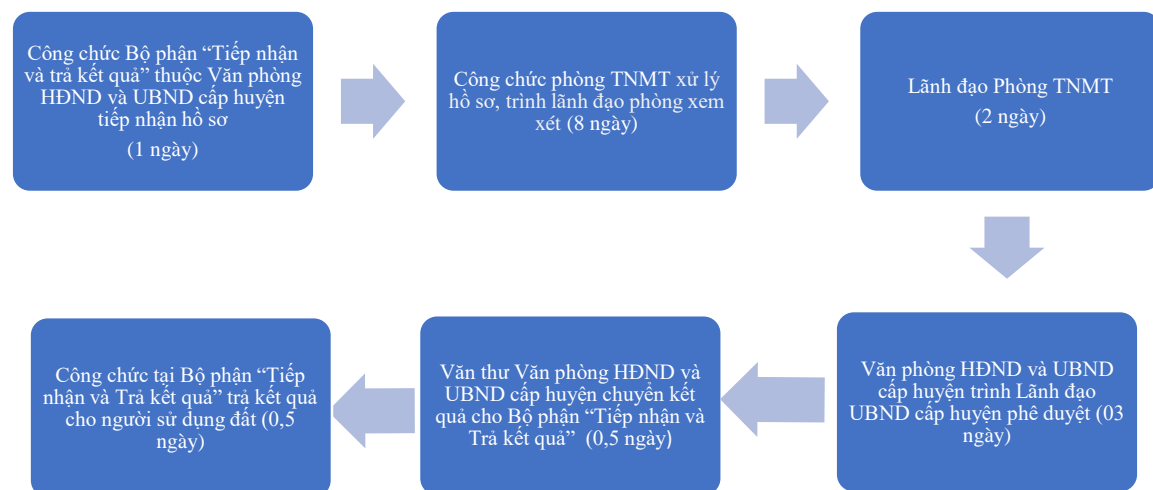 Công chức Bộ phận “Tiếp nhận
và trả kết quả” thuộc Văn phòng
HĐND và UBND cấp huyện
tiếp nhận hồ sơ
(1 ngày)
Công chức phòng TNMT xử lý
hồ sơ, trình lãnh đạo phòng xem
xét (8 ngày)
Lãnh đạo Phòng TNMT
(2 ngày)
Văn phòng HĐND và UBND
cấp huyện trình Lãnh đạo
UBND cấp huyện phê duyệt (03
ngày)
Văn thư Văn phòng HĐND và
UBND cấp huyện chuyển kết
quả cho Bộ phận “Tiếp nhận và
Trả kết quả” (0,5 ngày)
Công chức tại Bộ phận “Tiếp
nhận và Trả kết quả” trả kết quả
cho người sử dụng đất (0,5
ngày)